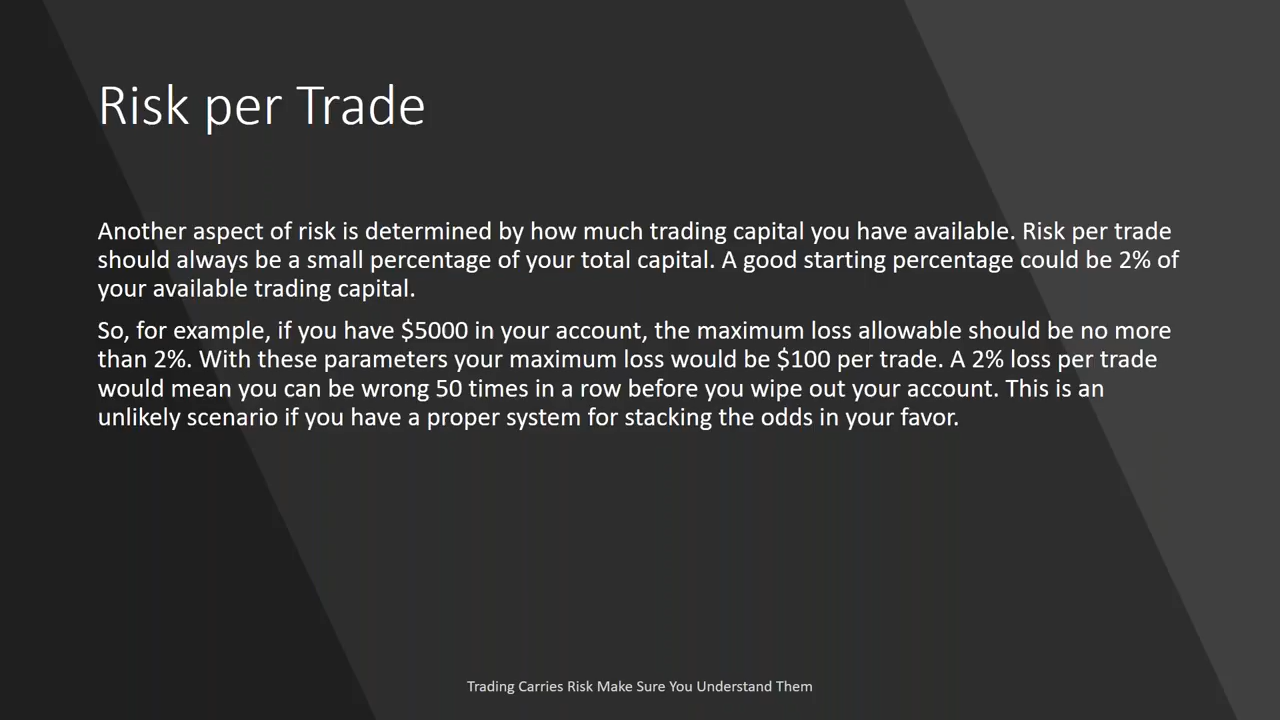 Risk per Trade
Another aspect of risk is determined by how much trading capital you have available. Risk per trade
should always be a small percentage of your total capital. A good starting percentage could be 2% of
your available trading capital.
So, for example, if you have $5000 in your account, the maximum loss allowable should be no more
than 2%. With these parameters your maximum loss would be $100 per trade. A 2% loss per trade
would mean you can be wrong 50 times in a row before you wipe out your account. This is an
unlikely scenario if you have a proper system for stacking the odds in your favor.
Trading Carries Risk Make Sure You Understand Them